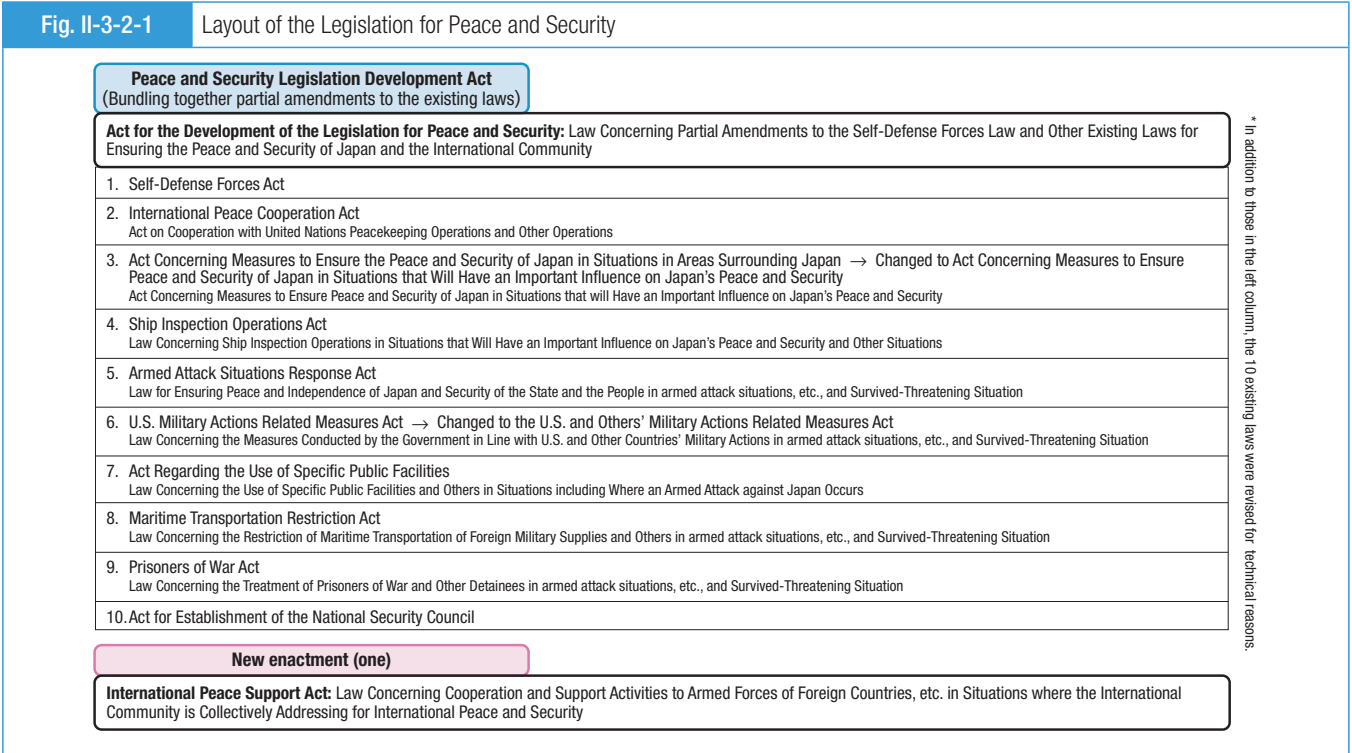 Fig. II-3-2-1
Layout of the Legislation for Peace and Security
Peace and Security Legislation Development Act
(Bundling together partial amendments to the existing laws)
Act for the Development of the Legislation for Peace and Security: Law Concerning Partial Amendments to the Self-Defense Forces Law and Other Existing Laws for
Ensuring the Peace and Security of Japan and the International Community
1. Self-Defense Forces Act
2. International Peace Cooperation Act
Act on Cooperation with United Nations Peacekeeping Operations and Other Operations
3. Act Concerning Measures to Ensure the Peace and Security of Japan in Situations in Areas Surrounding Japan → Changed to Act Concerning Measures to Ensure
Peace and Security of Japan in Situations that Will Have an Important Influence on Japan's Peace and Security
Act Concerning Measures to Ensure Peace and Security of Japan in Situations that will Have an Important Influence on Japan's Peace and Security
4. Ship Inspection Operations Act
Law Concerning Ship Inspection Operations in Situations that Will Have an Important Influence on Japan's Peace and Security and Other Situations
5. Armed Attack Situations Response Act
Law for Ensuring Peace and Independence of Japan and Security of the State and the People in armed attack situations, etc., and Survived-Threatening Situation
6. U.S. Military Actions Related Measures Act → Changed to the U.S. and Others' Military Actions Related Measures Act
Law Concerning the Measures Conducted by the Government in Line with U.S. and Other Countries' Military Actions in armed attack situations, etc., and Survived-Threatening Situation
7. Act Regarding the Use of Specific Public Facilities
Law Concerning the Use of Specific Public Facilities and Others in Situations including Where an Armed Attack against Japan Occurs
8. Maritime Transportation Restriction Act
Law Concerning the Restriction of Maritime Transportation of Foreign Military Supplies and Others in armed attack situations, etc., and Survived-Threatening Situation
9. Prisoners of War Act
Law Concerning the Treatment of Prisoners of War and Other Detainees in armed attack situations, etc., and Survived-Threatening Situation
10. Act for Establishment of the National Security Council
* In addition to those in the left column, the 10 existing laws were revised for technical reasons.
New enactment (one)
International Peace Support Act: Law Concerning Cooperation and Support Activities to Armed Forces of Foreign Countries, etc. in Situations where the International
Community is Collectively Addressing for International Peace and Security